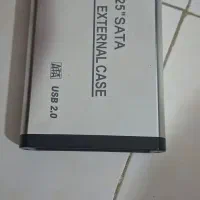 25"SATA
EXTERNAL CASE
USB 2.0